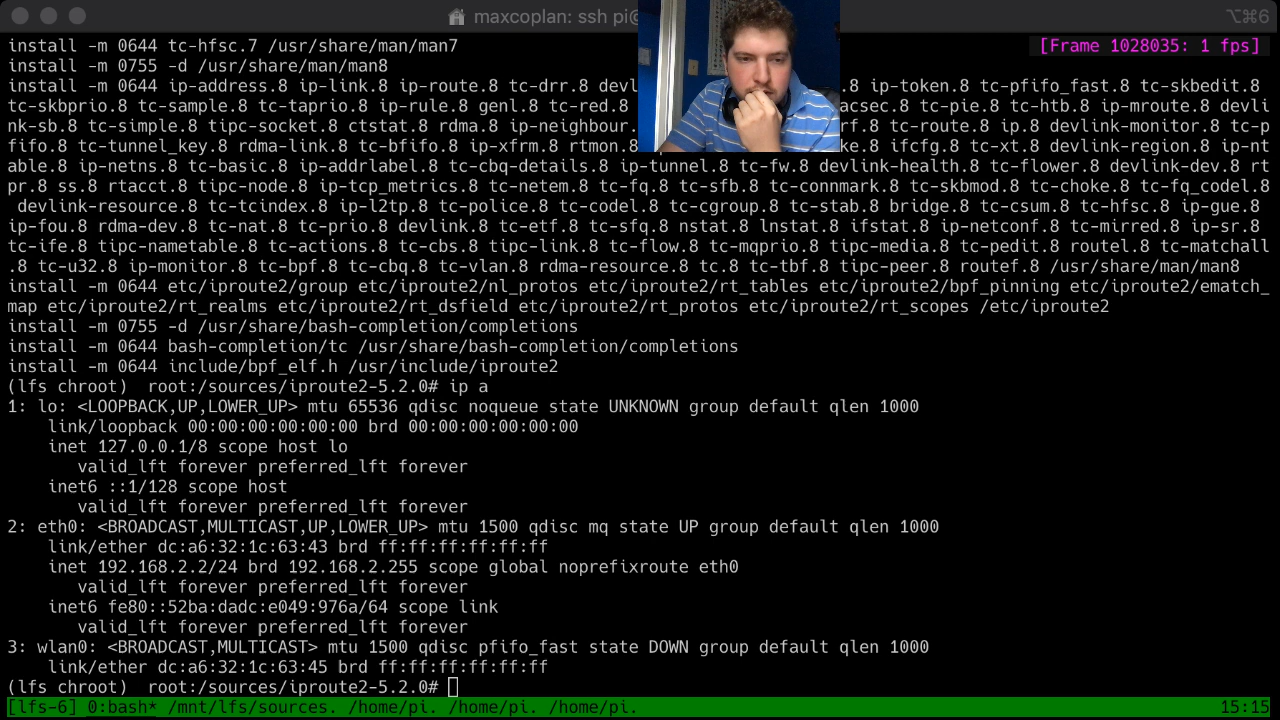 maxcoplan: ssh pi@
⌥⌘6
install -m 0644 tc-hfsc.7 /usr/share/man/man7
[Frame 1028035: 1 fps]
install -m 0755 -d /usr/share/man/man8
install -m 0644 ip-address.8 ip-link.8 ip-route.8 tc-drr.8 devl ip-token.8 tc-pfifo_fast.8 tc-skbedit.8
tc-skbprio.8 tc-sample.8 tc-taprio.8 ip-rule.8 genl.8 tc-red.8 acsec.8 tc-pie.8 tc-htb.8 ip-mroute.8 devli
nk-sb.8 tc-simple.8 tipc-socket.8 ctstat.8 rdma.8 ip-neighbour. rf.8 tc-route.8 ip.8 devlink-monitor.8 tc-p
fifo.8 tc-tunnel_key.8 rdma-link.8 tc-bfifo.8 ip-xfrm.8 rtmon. ke.8 ifcfg.8 tc-xt.8 devlink-region.8 ip-nt
able.8 ip-netns.8 tc-basic.8 ip-addrlabel.8 tc-cbq-details.8 ip-tunnel.8 tc-fw.8 devlink-health.8 tc-flower.8 devlink-dev.8 rt
pr.8 ss.8 rtacct.8 tipc-node.8 ip-tcp_metrics.8 tc-netem.8 tc-fq.8 tc-sfb.8 tc-connmark.8 tc-skbmod.8 tc-choke.8 tc-fq_codel.8
devlink-resource.8 tc-tcindex.8 ip-l2tp.8 tc-police.8 tc-codel.8 tc-cgroup.8 tc-stab.8 bridge.8 tc-csum.8 tc-hfsc.8 ip-gue.8
ip-fou.8 rdma-dev.8 tc-nat.8 tc-prio.8 devlink.8 tc-etf.8 tc-sfq.8 nstat.8 lnstat.8 ifstat.8 ip-netconf.8 tc-mirred.8 ip-sr.8
tc-ife.8 tipc-nametable.8 tc-actions.8 tc-cbs.8 tipc-link.8 tc-flow.8 tc-mqprio.8 tipc-media.8 tc-pedit.8 routel.8 tc-matchall
.8 tc-u32.8 ip-monitor.8 tc-bpf.8 tc-cbq.8 tc-vlan.8 rdma-resource.8 tc.8 tc-tbf.8 tipc-peer.8 routef.8 /usr/share/man/man8
install -m 0644 etc/iproute2/group etc/iproute2/nl_protos etc/iproute2/rt_tables etc/iproute2/bpf_pinning etc/iproute2/ematch_
map etc/iproute2/rt_realms etc/iproute2/rt_dsfield etc/iproute2/rt_protos etc/iproute2/rt_scopes /etc/iproute2
install -m 0755 -d /usr/share/bash-completion/completions
install -m 0644 bash-completion/tc /usr/share/bash-completion/completions
install -m 0644 include/bpf_elf.h /usr/include/iproute2
(lfs chroot)  root:/sources/iproute2-5.2.0# ip a
1: lo: <LOOPBACK,UP,LOWER_UP> mtu 65536 qdisc noqueue state UNKNOWN group default qlen 1000
link/loopback 00:00:00:00:00:00 brd 00:00:00:00:00:00
inet 127.0.0.1/8 scope host lo
valid_lft forever preferred_lft forever
inet6 ::1/128 scope host
valid_lft forever preferred_lft forever
2: eth0: <BROADCAST,MULTICAST,UP,LOWER_UP> mtu 1500 qdisc mq state UP group default qlen 1000
link/ether dc:a6:32:1c:63:43 brd ff:ff:ff:ff:ff:ff
inet 192.168.2.2/24 brd 192.168.2.255 scope global noprefixroute eth0
valid_lft forever preferred_lft forever
inet6 fe80::52ba:dadc:e049:976a/64 scope link
valid_lft forever preferred_lft forever
3: wlan0: <BROADCAST,MULTICAST> mtu 1500 qdisc pfifo_fast state DOWN group default qlen 1000
link/ether dc:a6:32:1c:63:45 brd ff:ff:ff:ff:ff:ff
(lfs chroot)  root:/sources/iproute2-5.2.0#
[lfs-6] 0:bash* /mnt/lfs/sources. /home/pi. /home/pi. /home/pi. 15:15